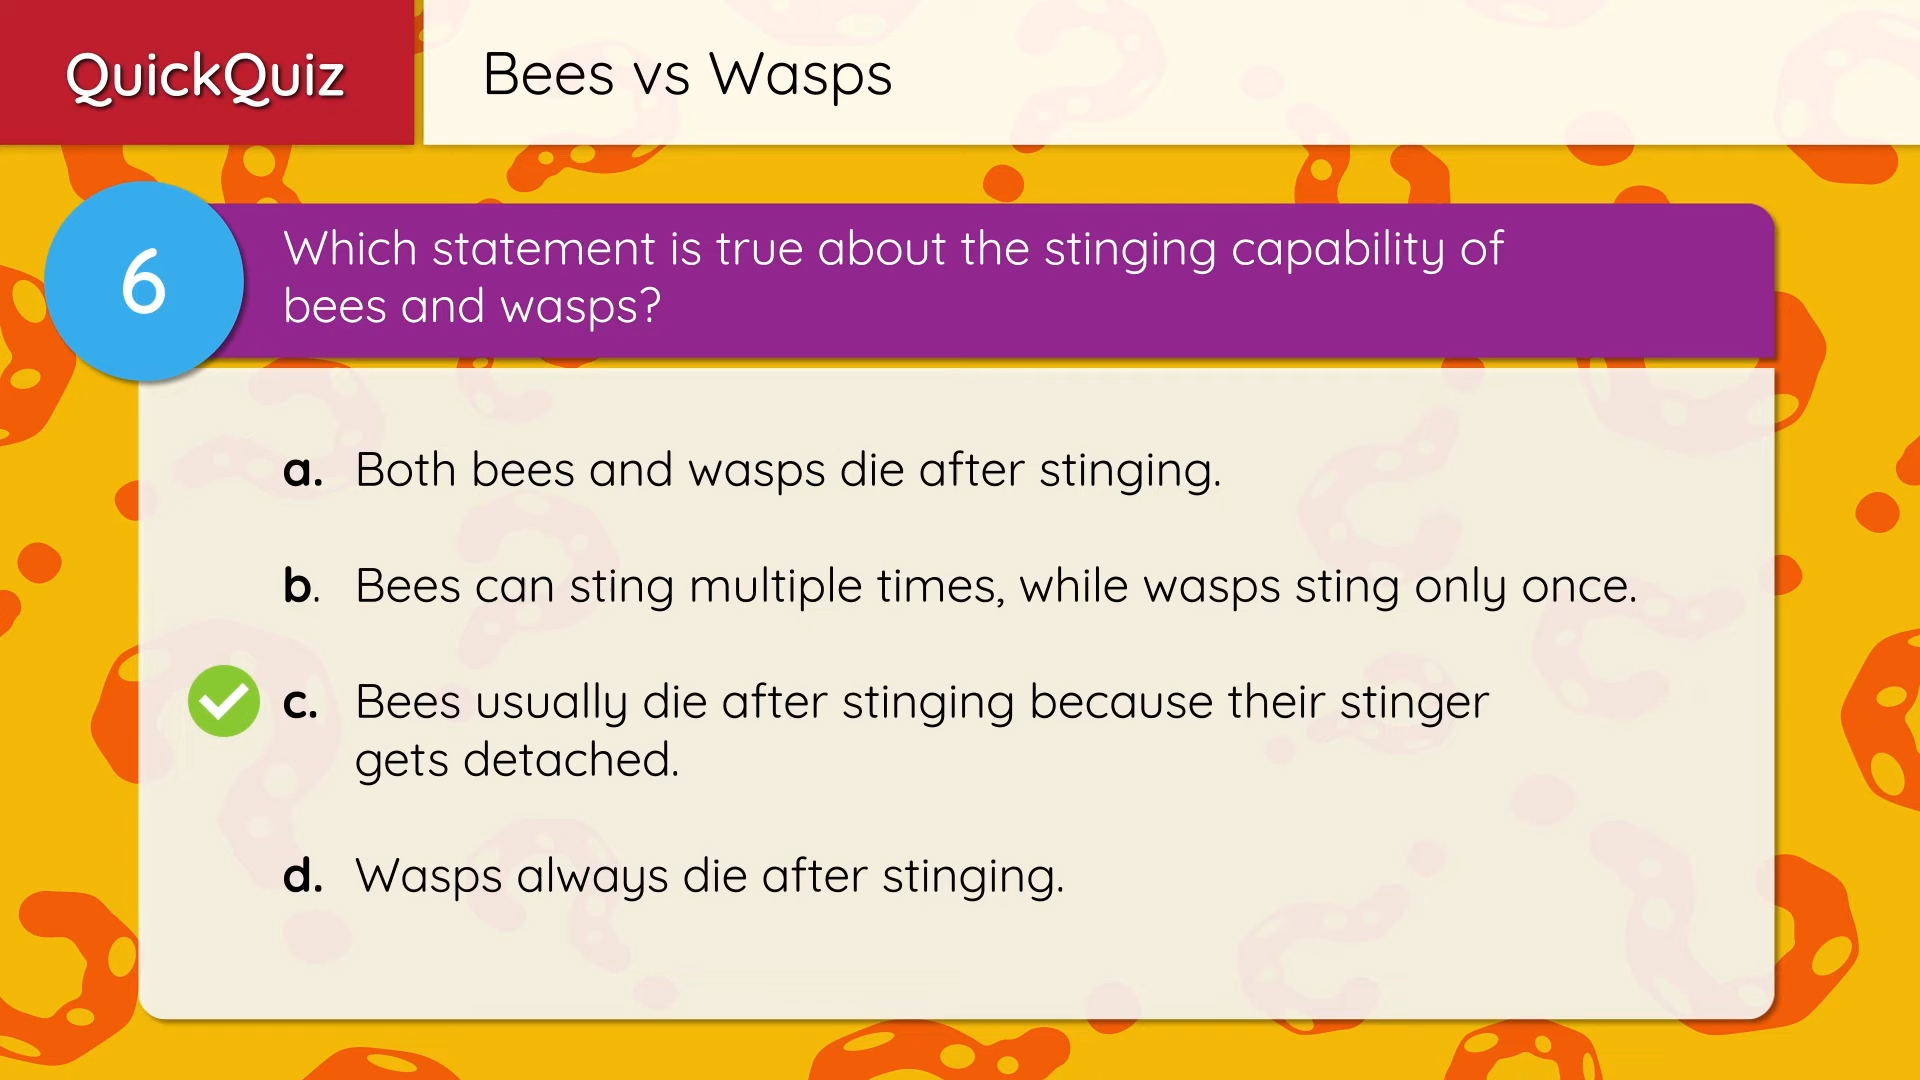 QuickQuiz
Bees vs Wasps
6
Which statement is true about the stinging capability of
bees and wasps?
a. Both bees and wasps die after stinging.
b. Bees can sting multiple times, while wasps sting only once.
c. Bees usually die after stinging because their stinger
gets detached.
d. Wasps always die after stinging.